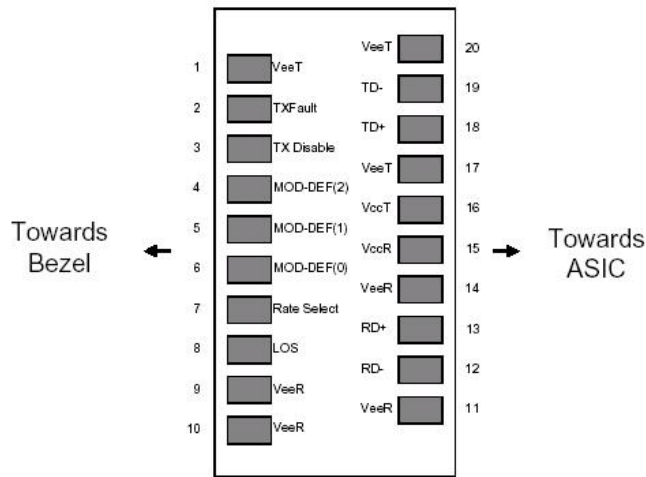 Towards
Bezel
1 VeeT
2 TXFault
3 TX Disable
4 MOD-DEF(2)
5 MOD-DEF(1)
6 MOD-DEF(0)
7 Rate Select
8 LOS
9 VeeR
10 VeeR
VeeT 20
TD- 19
TD+ 18
VeeT 17
VccT 16
VccR 15
VeeR 14
RD+ 13
RD- 12
VeeR 11
Towards
ASIC